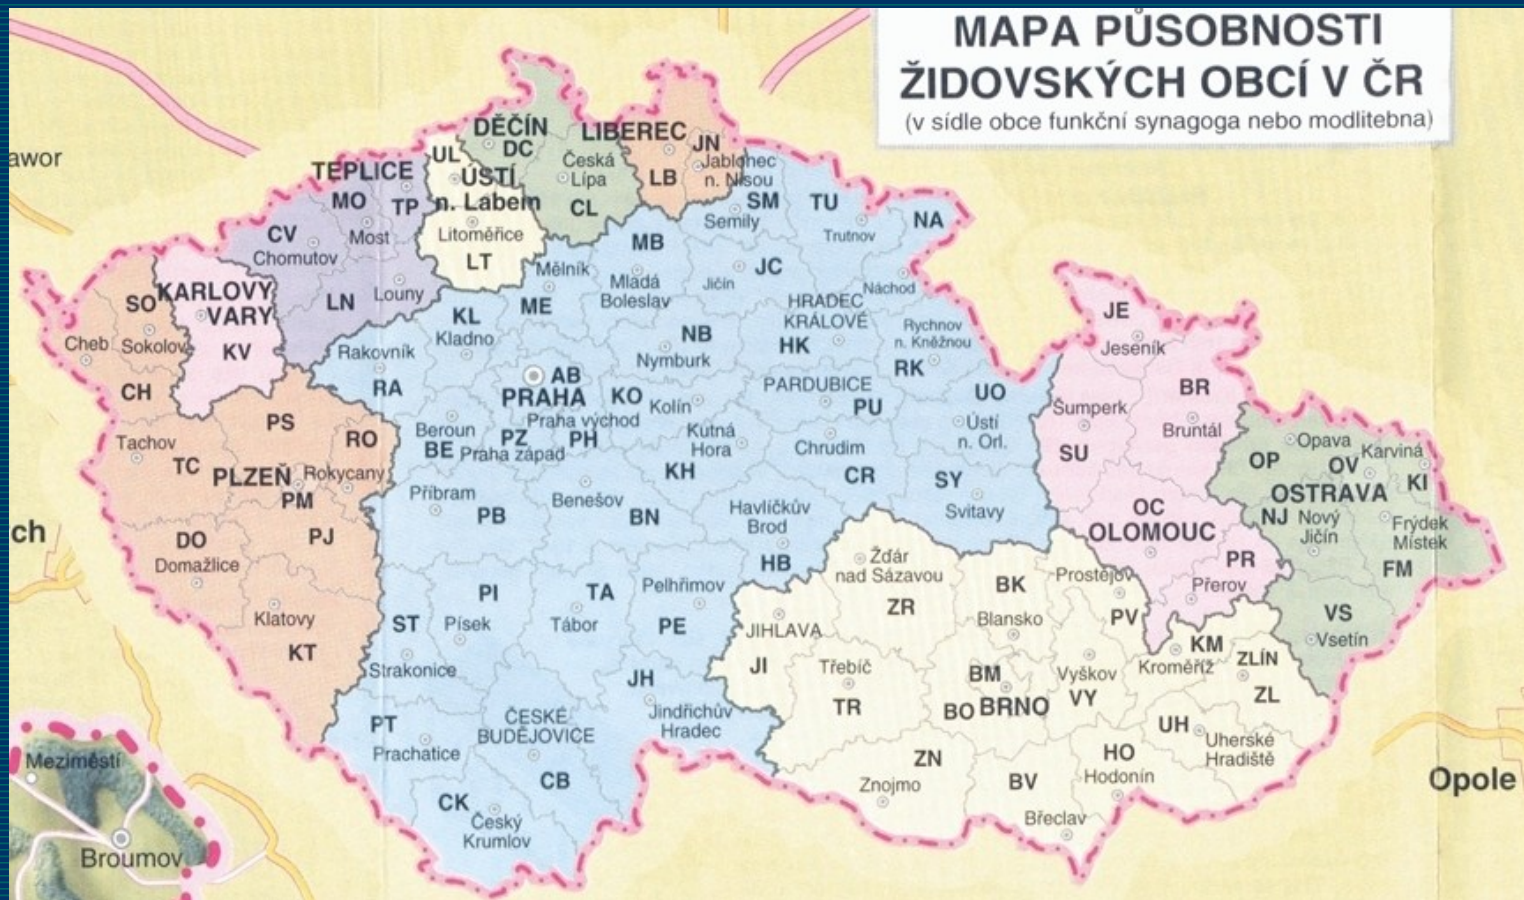 MAPA PŮSOBNOSTI
ŽIDOVSKÝCH OBCÍ V ČR
(v sídle obce funkční synagoga nebo modlitebna)
awor
DĚČÍN
DC
LIBEREC
UL
ÚSTÍ
n. Labem
TEPLICE
MO
TP
Most
Česká
Lípa
CL
LB
JN
Jablonec
n. Nisou
SM
Semily
TU
Trutnov
NA
Náchod
CV
Chomutov
Litoměřice
LT
LN
Louny
MB
Mladá
Boleslav
Mělník
ME
JC
Jičín
HRADEC
KRÁLOVÉ
HK
Rychnov
n. Kněžnou
RK
SO
KARLOVY
VARY
KV
Cheb
Sokolov
CH
KL
Kladno
Rakovník
RA
NB
Nymburk
AB
PRAHA
Praha východ
PZ
PH
Praha západ
KO
Kolín
Kutná
Hora
KH
PARDUBICE
PU
Chrudim
CR
UO
Ústí
n. Orl.
SY
Svitavy
JE
Jeseník
BR
Bruntál
Šumperk
SU
OC
OLOMOUC
PR
Přerov
OP
Opava
OV
Karviná
KI
OSTRAVA
NJ
Nový
Jičín
Frýdek
Místek
FM
VS
Vsetín
Tachov
TC
PS
RO
PLZEŇ
Rokycany
PM
PJ
DO
Domažlice
Klatovy
KT
Beroun
BE
Příbram
PB
Benešov
BN
Havlíčkův
Brod
HB
PI
Písek
ST
Strakonice
TA
Tábor
Pelhřimov
PE
JH
Jindřichův
Hradec
PT
Prachatice
ČESKÉ
BUDĚJOVICE
CB
CK
Český
Krumlov
Žďár
nad Sázavou
ZR
JIHLAVA
JI
Třebíč
TR
BK
Blansko
Prostějov
PV
BM
BO
BRNO
Vyškov
VY
KM
Kroměříž
ZLÍN
ZL
UH
Uherské
Hradiště
HO
Hodonín
ZN
Znojmo
BV
Břeclav
ch
Opole
Meziměstí
Broumov